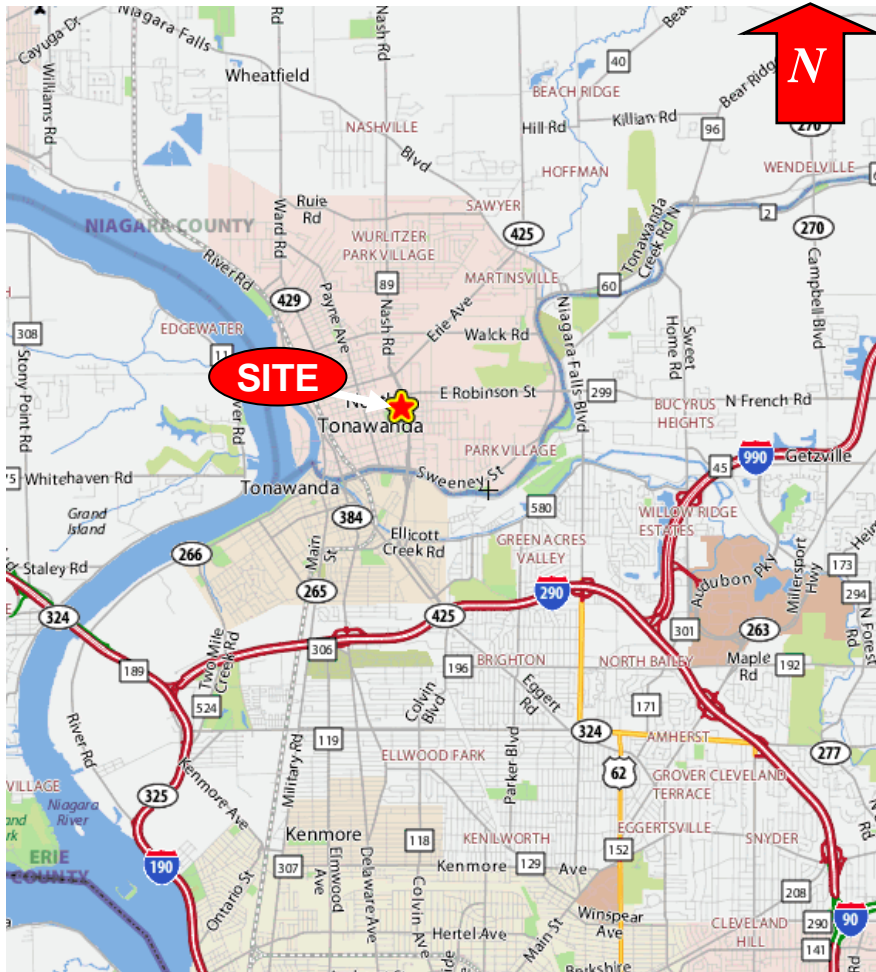 Cayuga Dr
Niagara Falls
Rd
Nash Rd
N
Wheatfield
40
BEACH RIDGE
Bear Ridge
Williams Rd
NASHVILLE
Blvd
Hill Rd
Killian Rd
96
270
HOFFMAN
WENDELVILLE
Ruie
Rd
SAWYER
Ward Rd
2
NIAGARA COUNTY
WURLITZER
PARK VILLAGE
425
Tonawanda
Creek Rd N
270
River Rd
89
MARTINSVILLE
60
429
Payne Ave
Nash Rd
Erie Ave
Walck Rd
Niagara Falls Blvd
Sweet
Home Rd
Campbell Blvd
308
EDGEWATER
Stony Point Rd
SITE
E Robinson St
299
N French Rd
BUCYRUS
HEIGHTS
Tonawanda
PARK VILLAGE
990
Getzville
45
Whitehaven Rd
Tonawanda
Sweeney St
580
Grand
Island
384
WILLOW RIDGE
ESTATES
Ellicott
Creek Rd
GREEN ACRES
VALLEY
266
Main
St
Staley Rd
173
Audubon Pky
Millersport
Hwy
265
290
294
324
425
301
263
N Forest
Rd
306
Two Mile
Creek Rd
196
BRIGHTON
NORTH BAILEY
Maple
Rd
192
189
524
Colvin
Blvd
Eggert
Rd
171
River Rd
119
Military Rd
Parker Blvd
324
AMHERST
277
ELLWOOD PARK
62
GROVER CLEVELAND
TERRACE
VILLAGE
325
Kenmore Ave
Niagara
River
Kenmore
118
KENILWORTH
EGGERTSVILLE
SNYDER
ERIE
COUNTY
190
307
Elmwood
Ave
Delaware Ave
Kenmore
129
Ave
152
Ontario St
Colvin Ave
208
Winspear
Ave
Hertel Ave
Main St
CLEVELAND
HILL
290
90
141
Berkshire